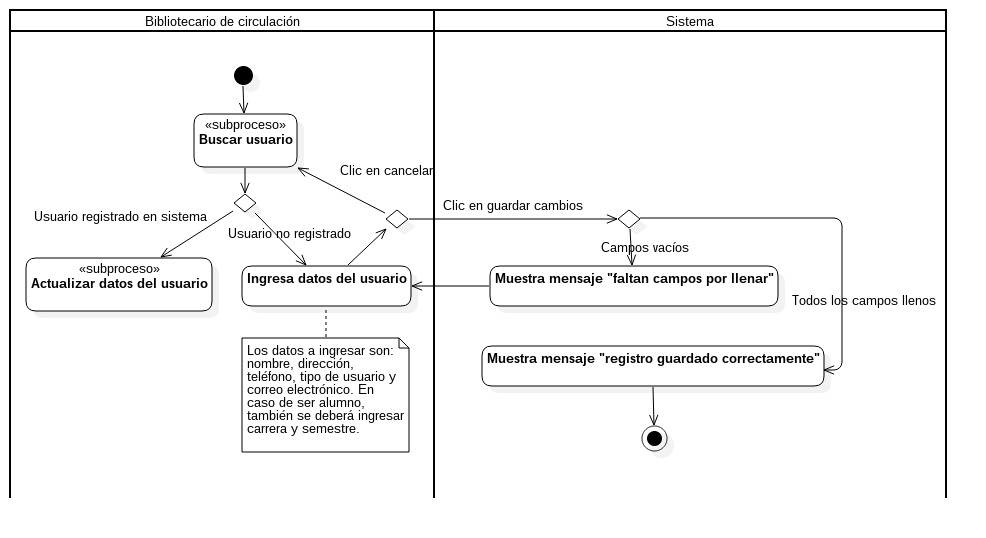 Bibliotecario de circulación
Sistema
«subproceso»
Buscar usuario
Clic en cancelar
Clic en guardar cambios
Usuario registrado en sistema
Usuario no registrado
Campos vacíos
«subproceso»
Actualizar datos del usuario
Ingresa datos del usuario
Muestra mensaje "faltan campos por llenar"
Todos los campos llenos
Muestra mensaje "registro guardado correctamente"
Los datos a ingresar son:
nombre, dirección,
teléfono, tipo de usuario y
correo electrónico. En
caso de ser alumno,
también se deberá ingresar
carrera y semestre.